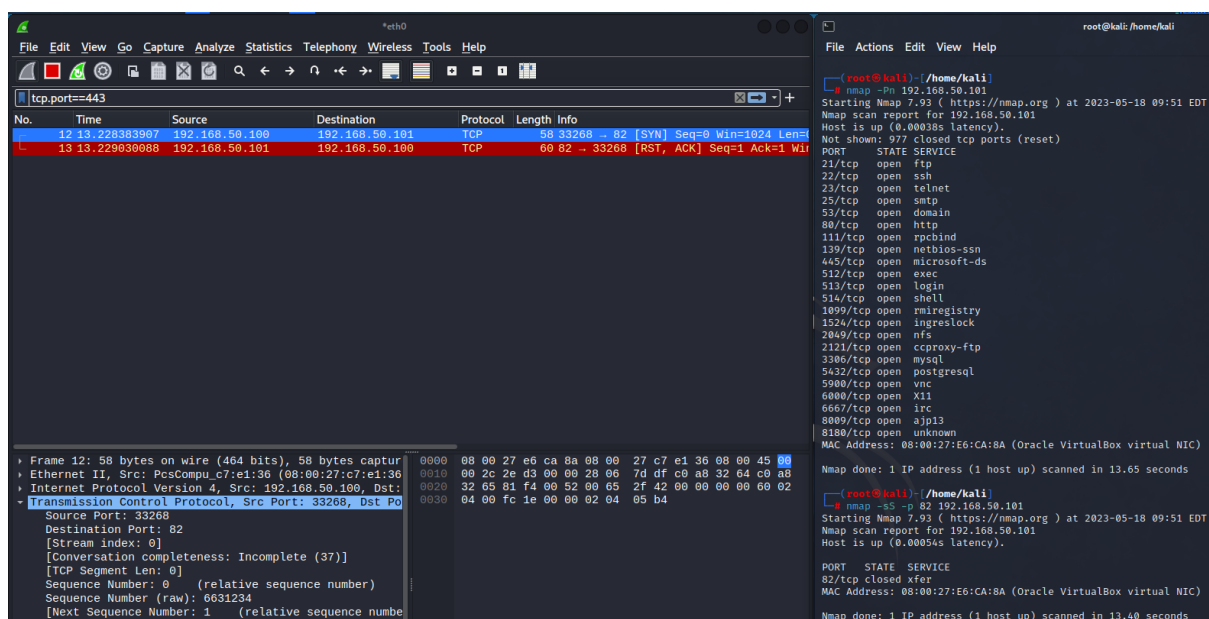 *eth0
File Edit View Go Capture Analyze Statistics Telephony Wireless Tools Help
tcp.port==443
No. Time Source Destination Protocol Length Info
12 13.228383907 192.168.50.100 192.168.50.101 TCP 58 33268 → 82 [SYN] Seq=0 Win=1024 Len=
13 13.229030088 192.168.50.101 192.168.50.100 TCP 60 82 → 33268 [RST, ACK] Seq=1 Ack=1 Wi
Frame 12: 58 bytes on wire (464 bits), 58 bytes captur
Ethernet II, Src: PcsCompu_c7:e1:36 (08:00:27:c7:e1:36
Internet Protocol Version 4, Src: 192.168.50.100, Dst:
Transmission Control Protocol, Src Port: 33268, Dst Po
Source Port: 33268
Destination Port: 82
[Stream index: 0]
[Conversation completeness: Incomplete (37)]
[TCP Segment Len: 0]
Sequence Number: 0 (relative sequence number)
Sequence Number (raw): 6631234
[Next Sequence Number: 1 (relative sequence numbe
0000 08 00 27 e6 ca 8a 08 00 27 c7 e1 36 08 00 45 00
0010 00 2c 2e d3 00 00 28 06 7d df c0 a8 32 64 c0 a8
0020 32 65 81 f4 00 52 00 65 2f 42 00 00 00 00 60 02
0030 04 00 fc 1e 00 00 02 04 05 b4
root@kali: /home/kali
File Actions Edit View Help
(root@kali)-[/home/kali]
# nmap -Pn 192.168.50.101
Starting Nmap 7.93 ( https://nmap.org ) at 2023-05-18 09:51 EDT
Nmap scan report for 192.168.50.101
Host is up (0.00038s latency).
Not shown: 977 closed tcp ports (reset)
PORT STATE SERVICE
21/tcp open ftp
22/tcp open ssh
23/tcp open telnet
25/tcp open smtp
53/tcp open domain
80/tcp open http
111/tcp open rpcbind
139/tcp open netbios-ssn
445/tcp open microsoft-ds
512/tcp open exec
513/tcp open login
514/tcp open shell
1099/tcp open rmiregistry
1524/tcp open ingreslock
2049/tcp open nfs
2121/tcp open ccproxy-ftp
3306/tcp open mysql
5432/tcp open postgresql
5900/tcp open vnc
6000/tcp open X11
6667/tcp open irc
8009/tcp open ajp13
8180/tcp open unknown
MAC Address: 08:00:27:E6:CA:8A (Oracle VirtualBox virtual NIC)
Nmap done: 1 IP address (1 host up) scanned in 13.65 seconds
(root@kali)-[/home/kali]
# nmap -sS -p 82 192.168.50.101
Starting Nmap 7.93 ( https://nmap.org ) at 2023-05-18 09:51 EDT
Nmap scan report for 192.168.50.101
Host is up (0.00054s latency).
PORT STATE SERVICE
82/tcp closed xfer
MAC Address: 08:00:27:E6:CA:8A (Oracle VirtualBox virtual NIC)
Nmap done: 1 IP address (1 host up) scanned in 13.40 seconds